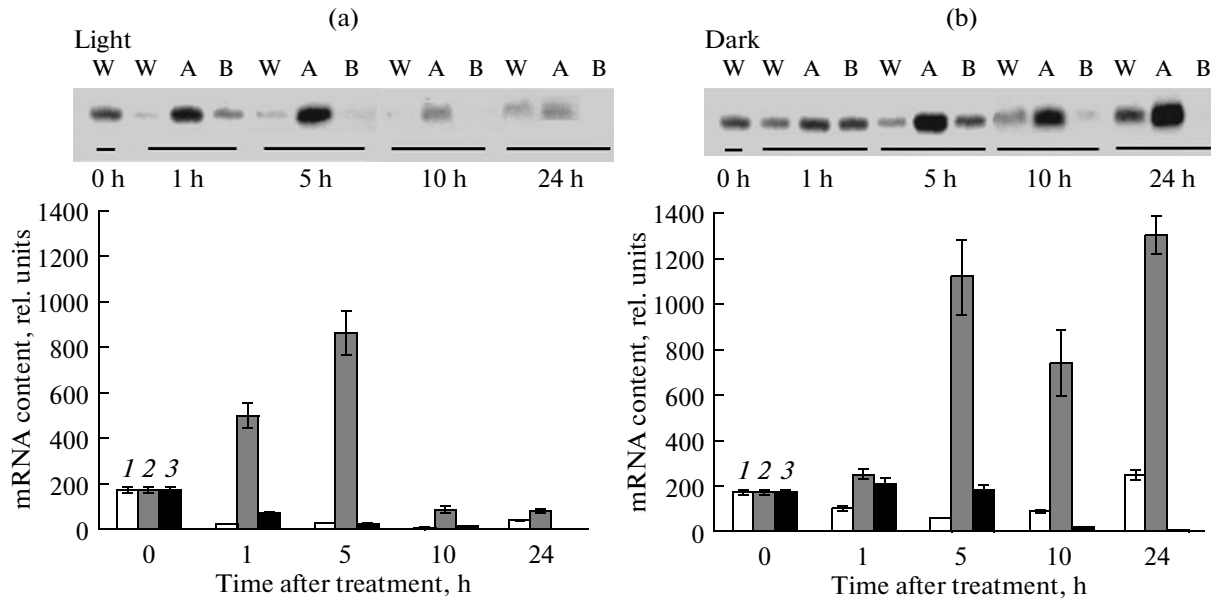 (a)
Light
W W A B W A B W A B W A B
0 h 1 h 5 h 10 h 24 h
1400
1200
1000
800
600
400
200
0
mRNA content, rel. units
1 2 3
0 1 5 10 24
Time after treatment, h
(b)
Dark
W W A B W A B W A B W A B
0 h 1 h 5 h 10 h 24 h
1400
1200
1000
800
600
400
200
0
mRNA content, rel. units
1 2 3
0 1 5 10 24
Time after treatment, h